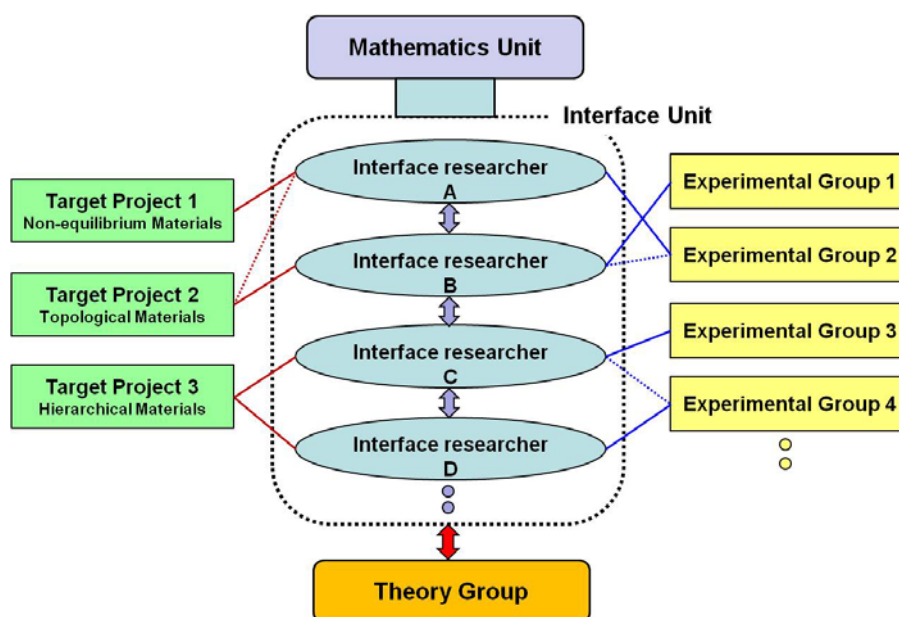 Mathematics Unit
Interface Unit
Interface researcher
A
Target Project 1
Non-equilibrium Materials
Experimental Group 1
Interface researcher
B
Experimental Group 2
Target Project 2
Topological Materials
Interface researcher
C
Experimental Group 3
Target Project 3
Hierarchical Materials
Experimental Group 4
Interface researcher
D
Theory Group